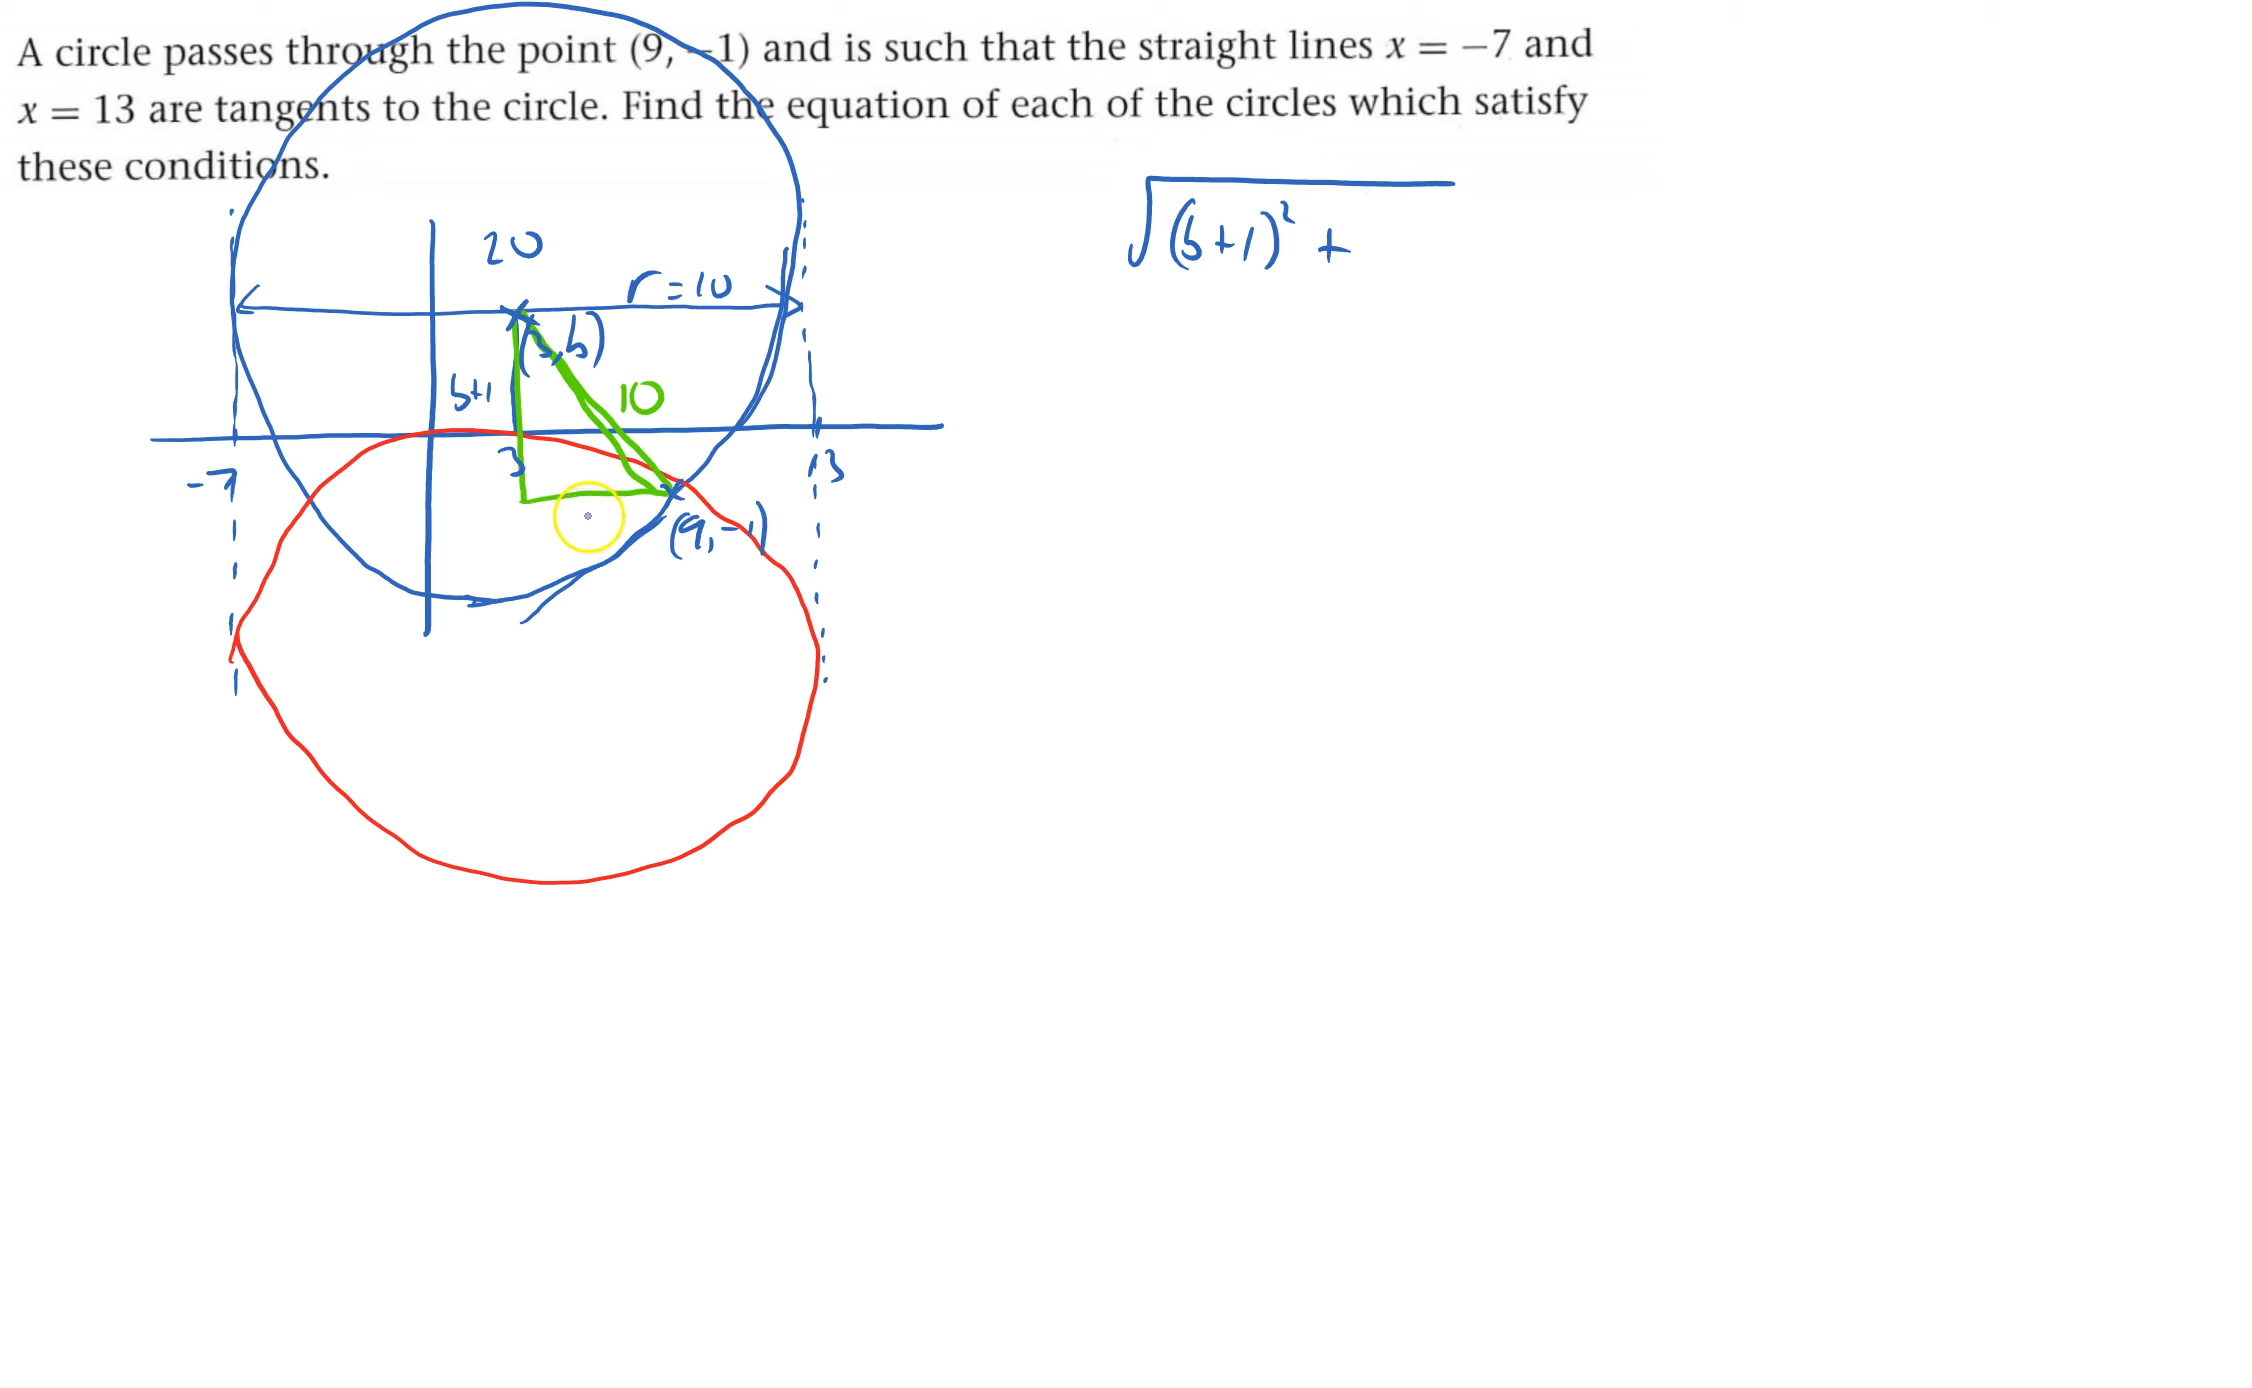 A circle passes through the point (9, −1) and is such that the straight lines x = −7 and
x = 13 are tangents to the circle. Find the equation of each of the circles which satisfy
these conditions.
√(b+1)² +
20
r=10
(3,b)
b+1
10
3
-7
13
(9,-1)